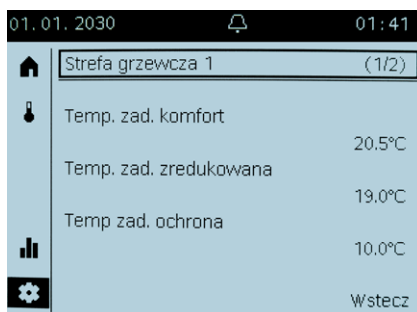 01.01.2030 01:41
Strefa grzewcza 1 (1/2)
Temp. zad. komfort
20.5°C
Temp. zad. zredukowana
19.0°C
Temp zad. ochrona
10.0°C
Wstecz